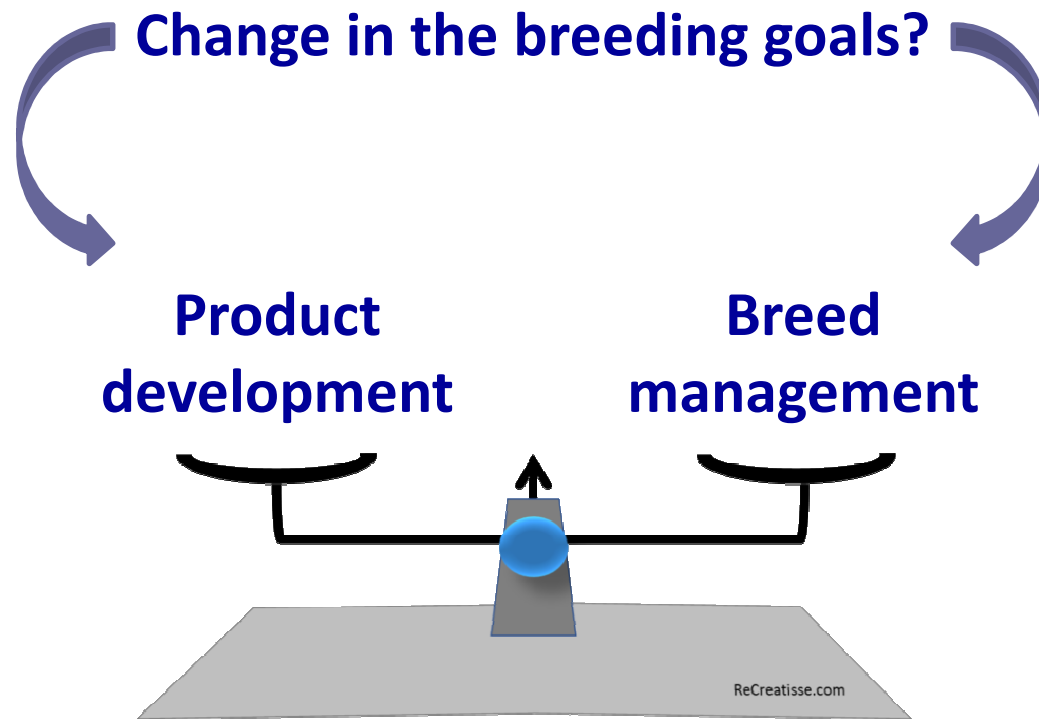 Change in the breeding goals?
Product
development
Breed
management
ReCreatisse.com